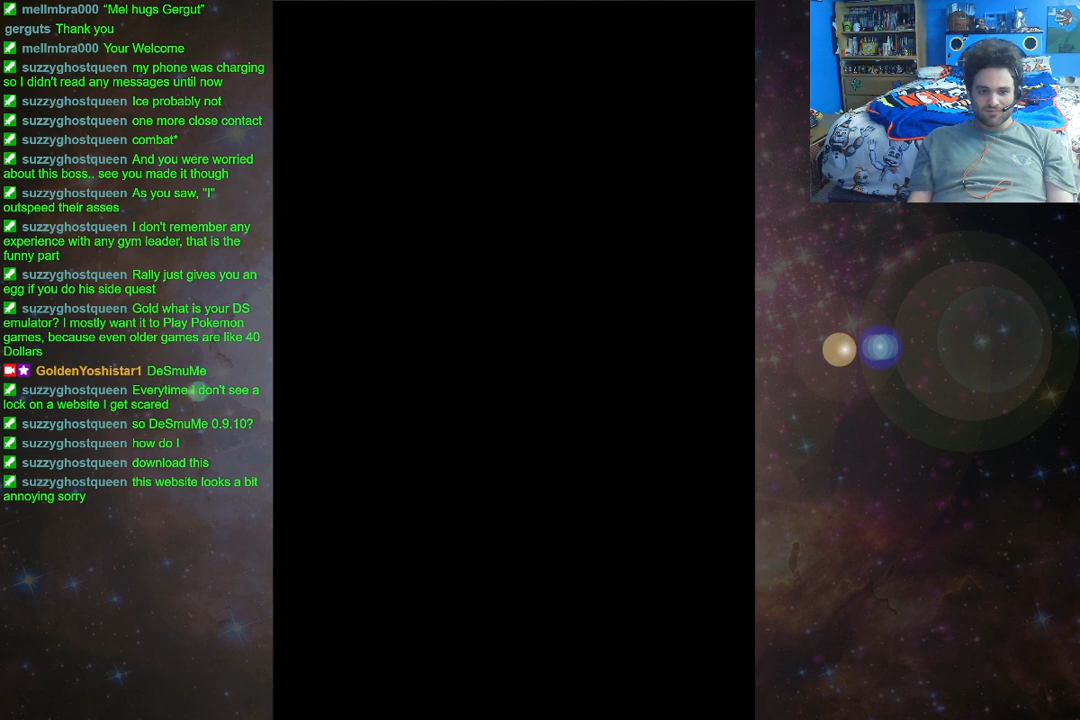 mellmbra000 "Mel hugs Gergut"
gerguts Thank you
mellmbra000 Your Welcome
suzzyghostqueen my phone was charging
so I didn't read any messages until now
suzzyghostqueen Ice probably not
suzzyghostqueen one more close contact
suzzyghostqueen combat*
suzzyghostqueen And you were worried
about this boss.. see you made it though
suzzyghostqueen As you saw, "I"
outspeed their asses
suzzyghostqueen I don't remember any
experience with any gym leader, that is the
funny part
suzzyghostqueen Rally just gives you an
egg if you do his side quest
suzzyghostqueen Gold what is your DS
emulator? I mostly want it to Play Pokemon
games, because even older games are like 40
Dollars
GoldenYoshistar1 DeSmuMe
suzzyghostqueen Everytime I don't see a
lock on a website I get scared
suzzyghostqueen so DeSmuMe 0.9.10?
suzzyghostqueen how do I
suzzyghostqueen download this
suzzyghostqueen this website looks a bit
annoying sorry